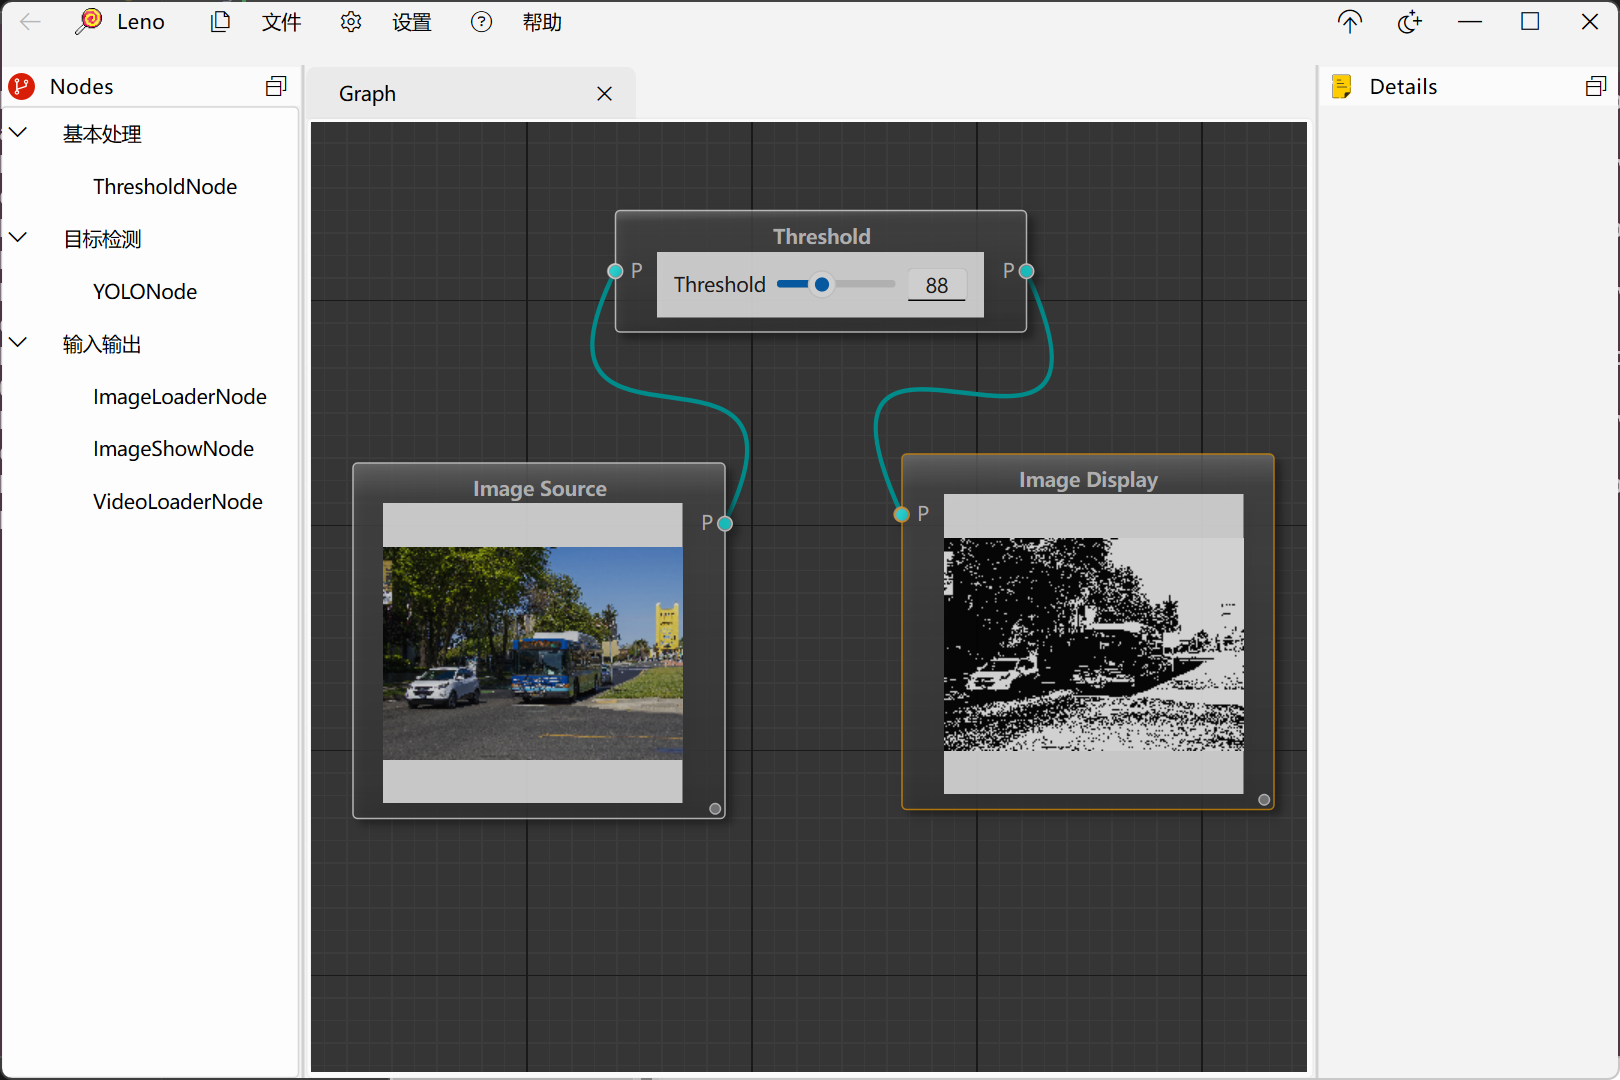 Leno 文件 设置 帮助
Nodes
基本处理
ThresholdNode
目标检测
YOLONode
输入输出
ImageLoaderNode
ImageShowNode
VideoLoaderNode
Graph
Threshold
P
Threshold 88
P
Image Source
P
Image Display
P
Details